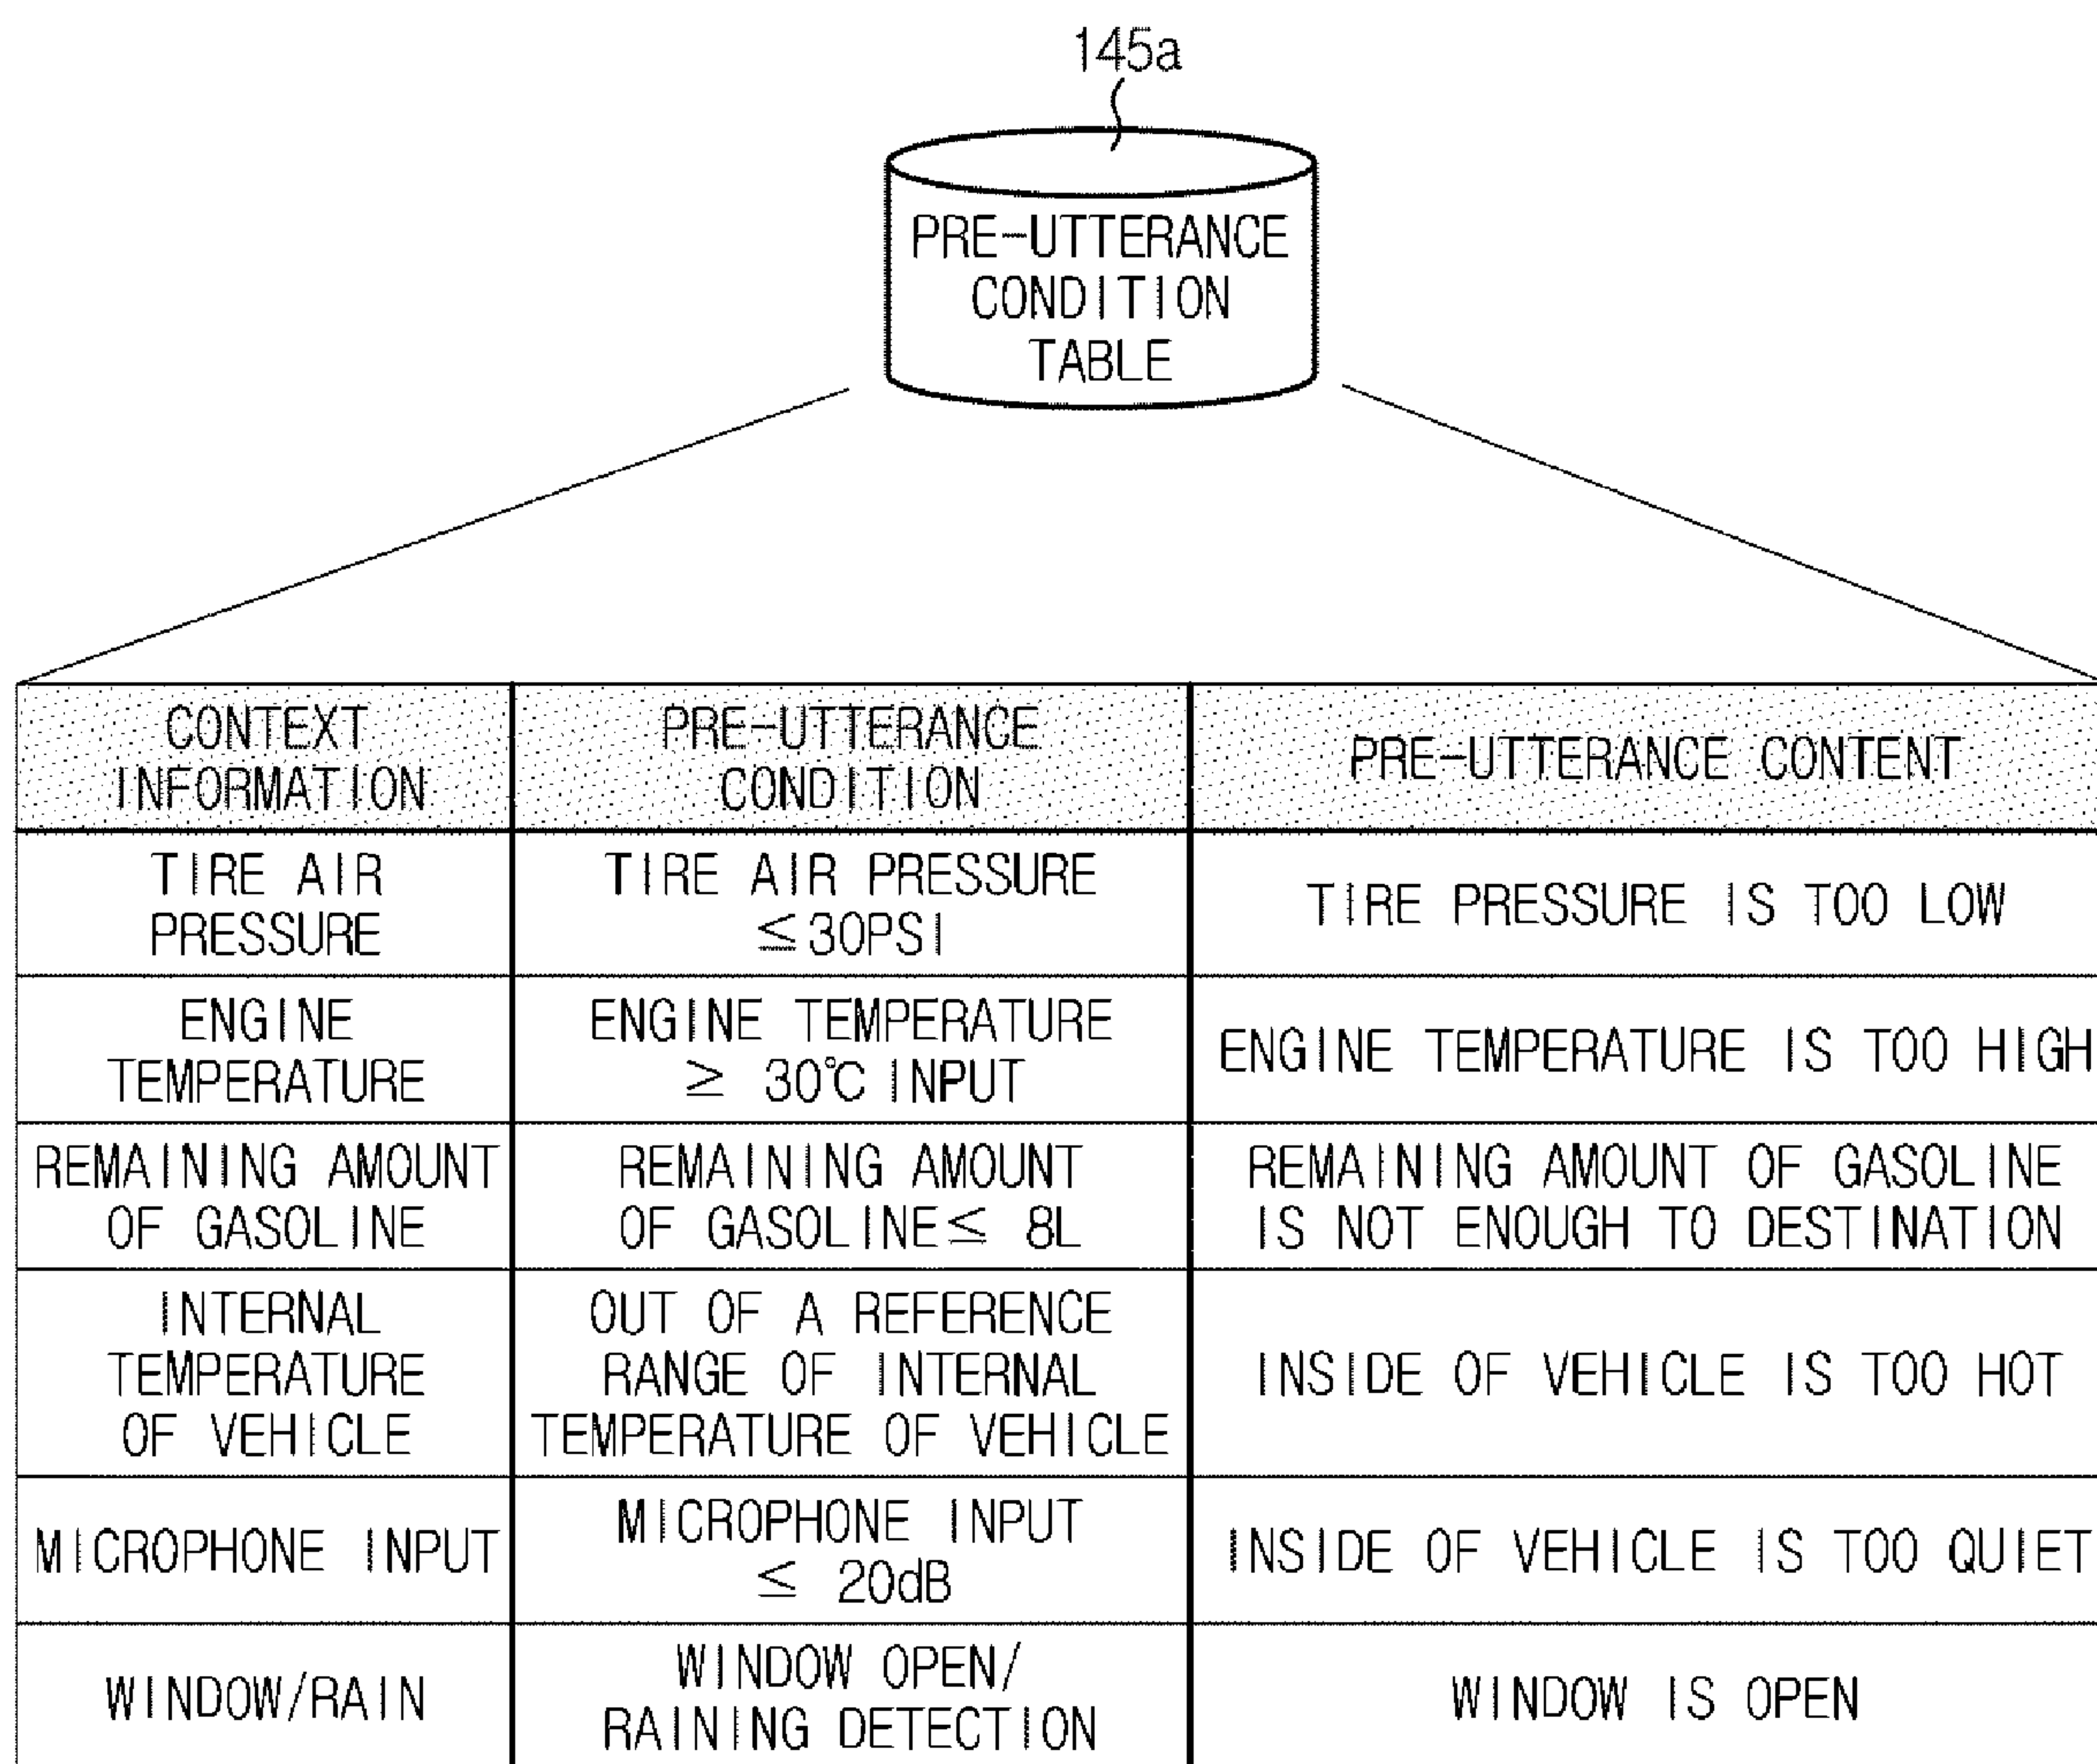 145a
PRE-UTTERANCE
CONDITION
TABLE
CONTEXT
INFORMATION
PRE-UTTERANCE
CONDITION
PRE-UTTERANCE CONTENT
TIRE AIR
PRESSURE
TIRE AIR PRESSURE
≤30PSI
TIRE PRESSURE IS TOO LOW
ENGINE
TEMPERATURE
ENGINE TEMPERATURE
≥ 30℃ INPUT
ENGINE TEMPERATURE IS TOO HIGH
REMAINING AMOUNT
OF GASOLINE
REMAINING AMOUNT
OF GASOLINE≤ 8L
REMAINING AMOUNT OF GASOLINE
IS NOT ENOUGH TO DESTINATION
INTERNAL
TEMPERATURE
OF VEHICLE
OUT OF A REFERENCE
RANGE OF INTERNAL
TEMPERATURE OF VEHICLE
INSIDE OF VEHICLE IS TOO HOT
MICROPHONE INPUT
MICROPHONE INPUT
≤ 20dB
INSIDE OF VEHICLE IS TOO QUIET
WINDOW/RAIN
WINDOW OPEN/
RAINING DETECTION
WINDOW IS OPEN